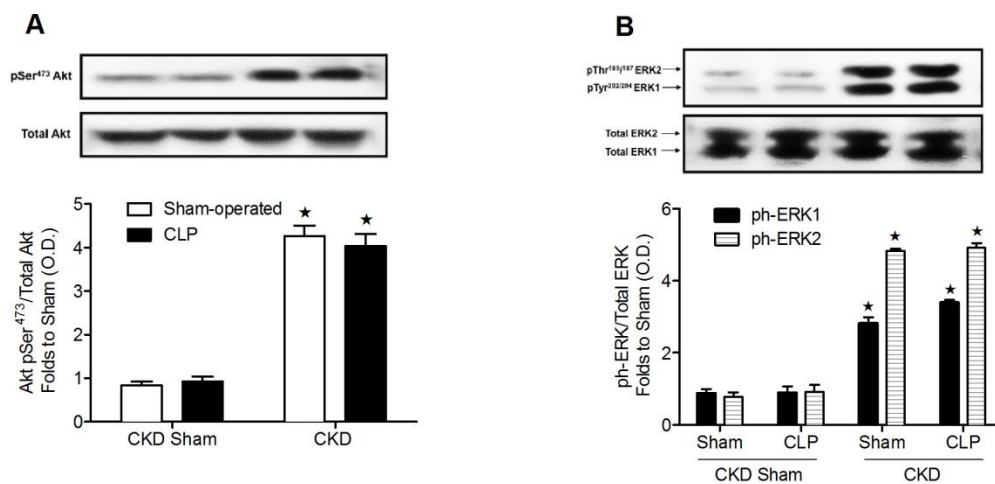 A
pSer⁴⁷³ Akt
Total Akt
Akt pSer⁴⁷³/Total Akt
Folds to Sham (O.D.)
5
4
3
2
1
0
Sham-operated
CLP
★
★
CKD Sham
CKD
B
pThr¹⁸⁵/¹⁸⁷ ERK2
pTyr²⁰²/²⁰⁴ ERK1
Total ERK2
Total ERK1
ph-ERK/Total ERK
Folds to Sham (O.D.)
6
4
2
0
ph-ERK1
ph-ERK2
★
★
★
★
Sham
CLP
Sham
CLP
CKD Sham
CKD